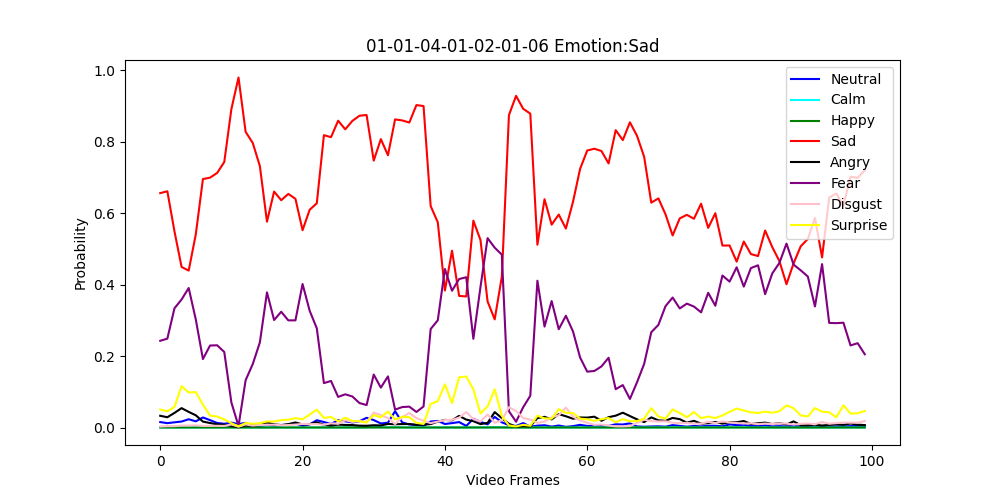 01-01-04-01-02-01-06 Emotion:Sad
Probability
1.0
0.8
0.6
0.4
0.2
0.0
0
20
40
60
80
100
Video Frames
Neutral
Calm
Happy
Sad
Angry
Fear
Disgust
Surprise